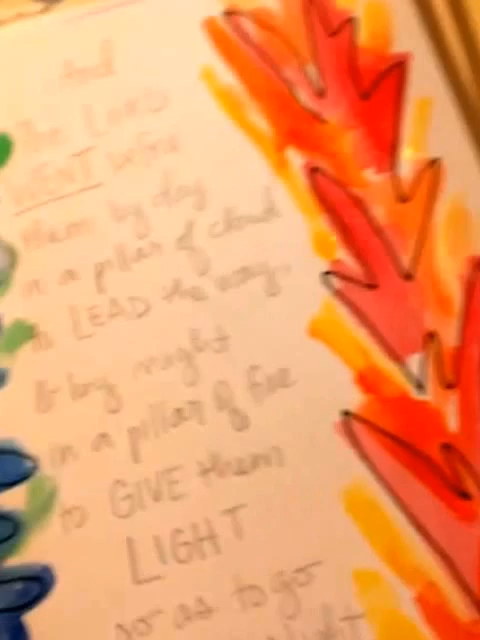 And
the LORD
WENT before
them by day
in a pillar of cloud
to LEAD the way,
& by night
in a pillar of fire
to GIVE them
LIGHT
so as to go